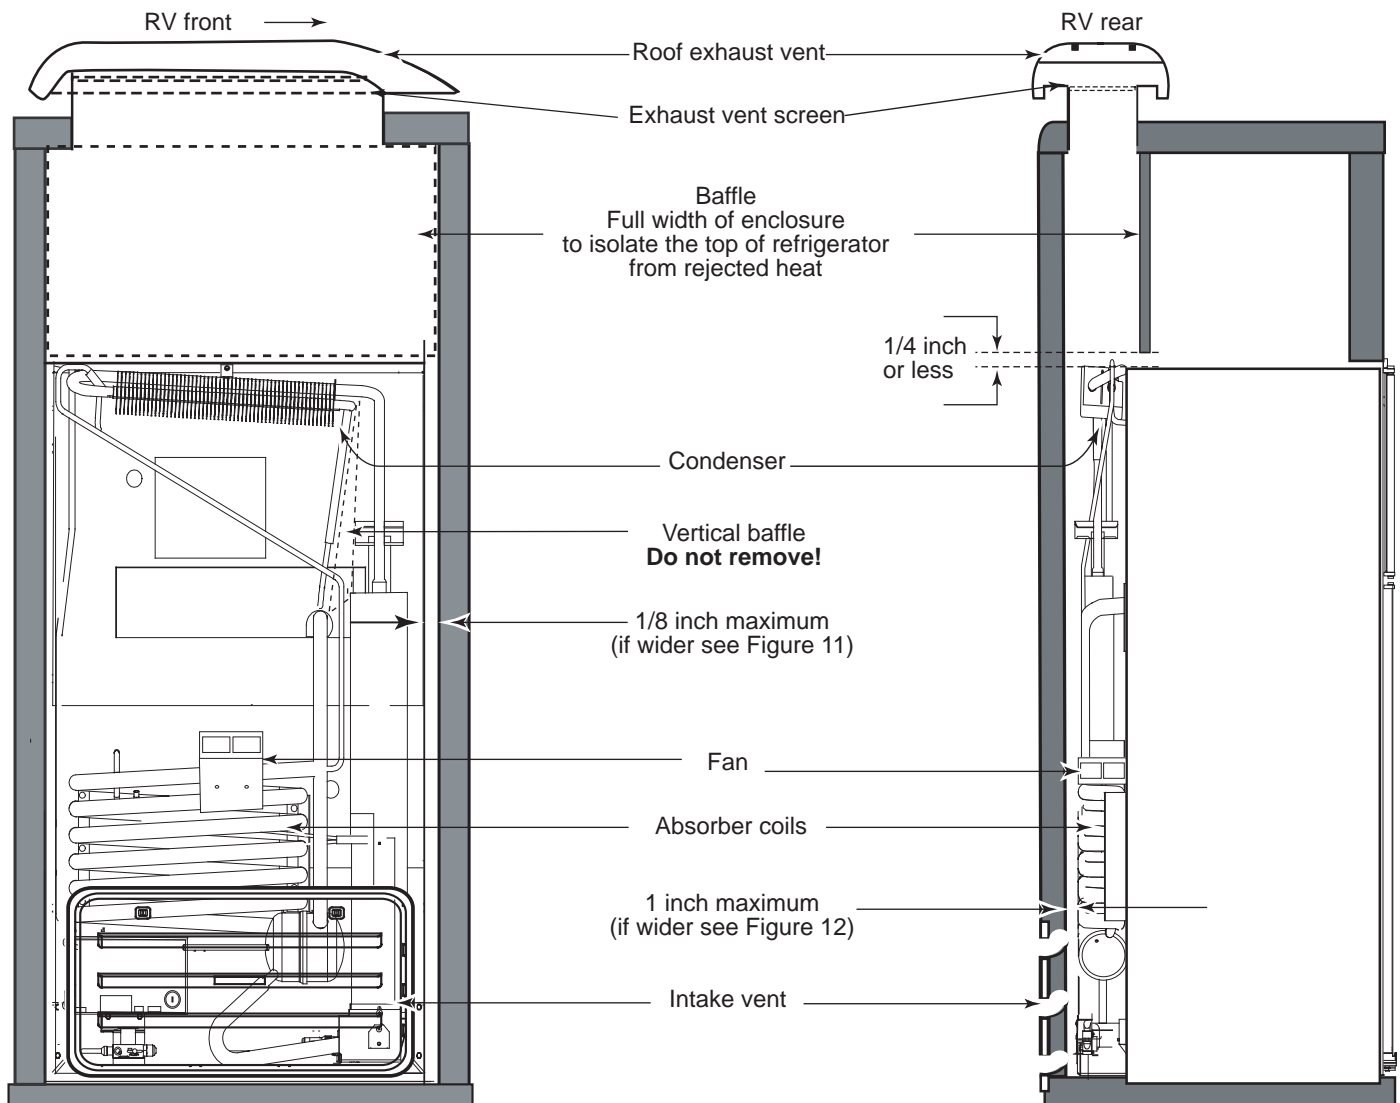 RV front
RV rear
Roof exhaust vent
Exhaust vent screen
Baffle
Full width of enclosure
to isolate the top of refrigerator
from rejected heat
1/4 inch
or less
Condenser
Vertical baffle
Do not remove!
1/8 inch maximum
(if wider see Figure 11)
Fan
Absorber coils
1 inch maximum
(if wider see Figure 12)
Intake vent